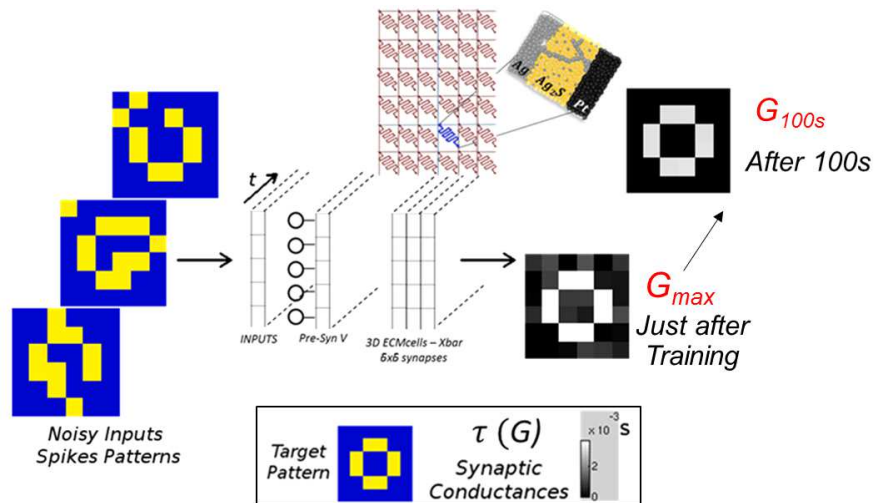 Ag
Ag₂S
Pt
G100s
After 100s
t
INPUTS
Pre-Syn V
3D ECMcells – Xbar
6x6 synapses
Gmax
Just after
Training
Noisy Inputs
Spikes Patterns
Target
Pattern
τ (G)
Synaptic
Conductances
x 10 -3
S
2
0